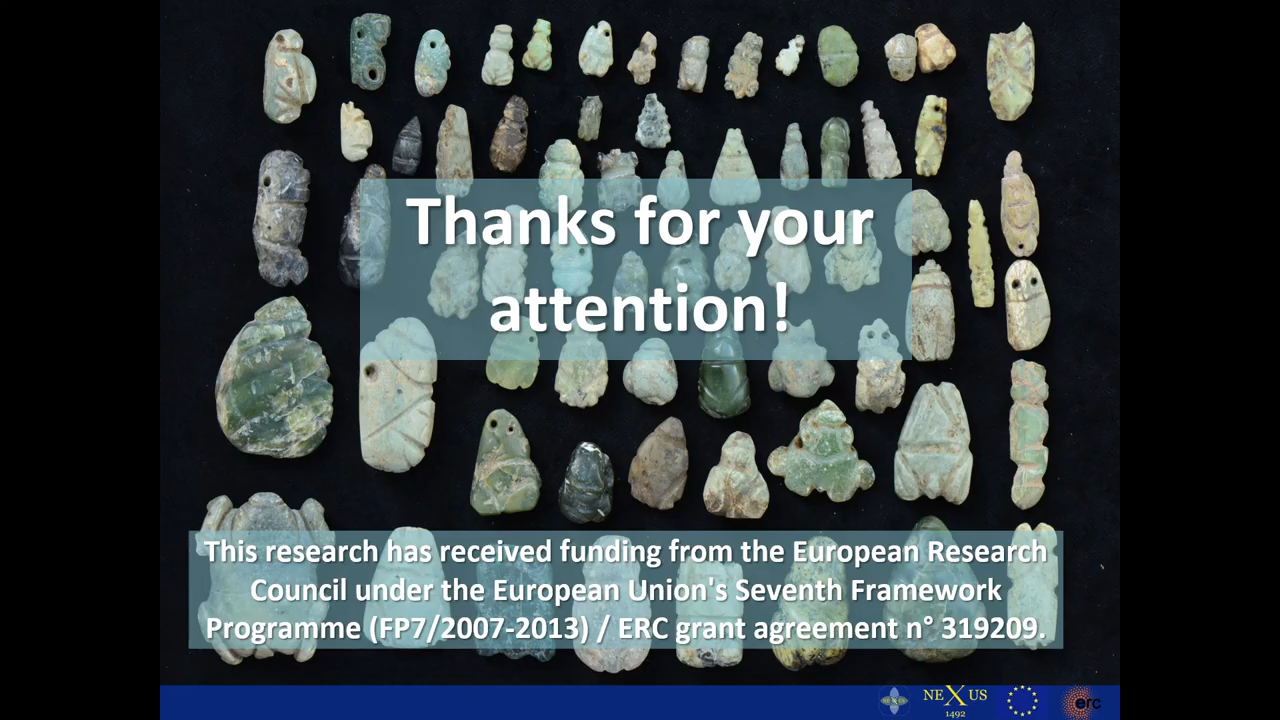 Thanks for your
attention!
This research has received funding from the European Research
Council under the European Union's Seventh Framework
Programme (FP7/2007-2013) / ERC grant agreement n° 319209.
NEXUS
1492
erc